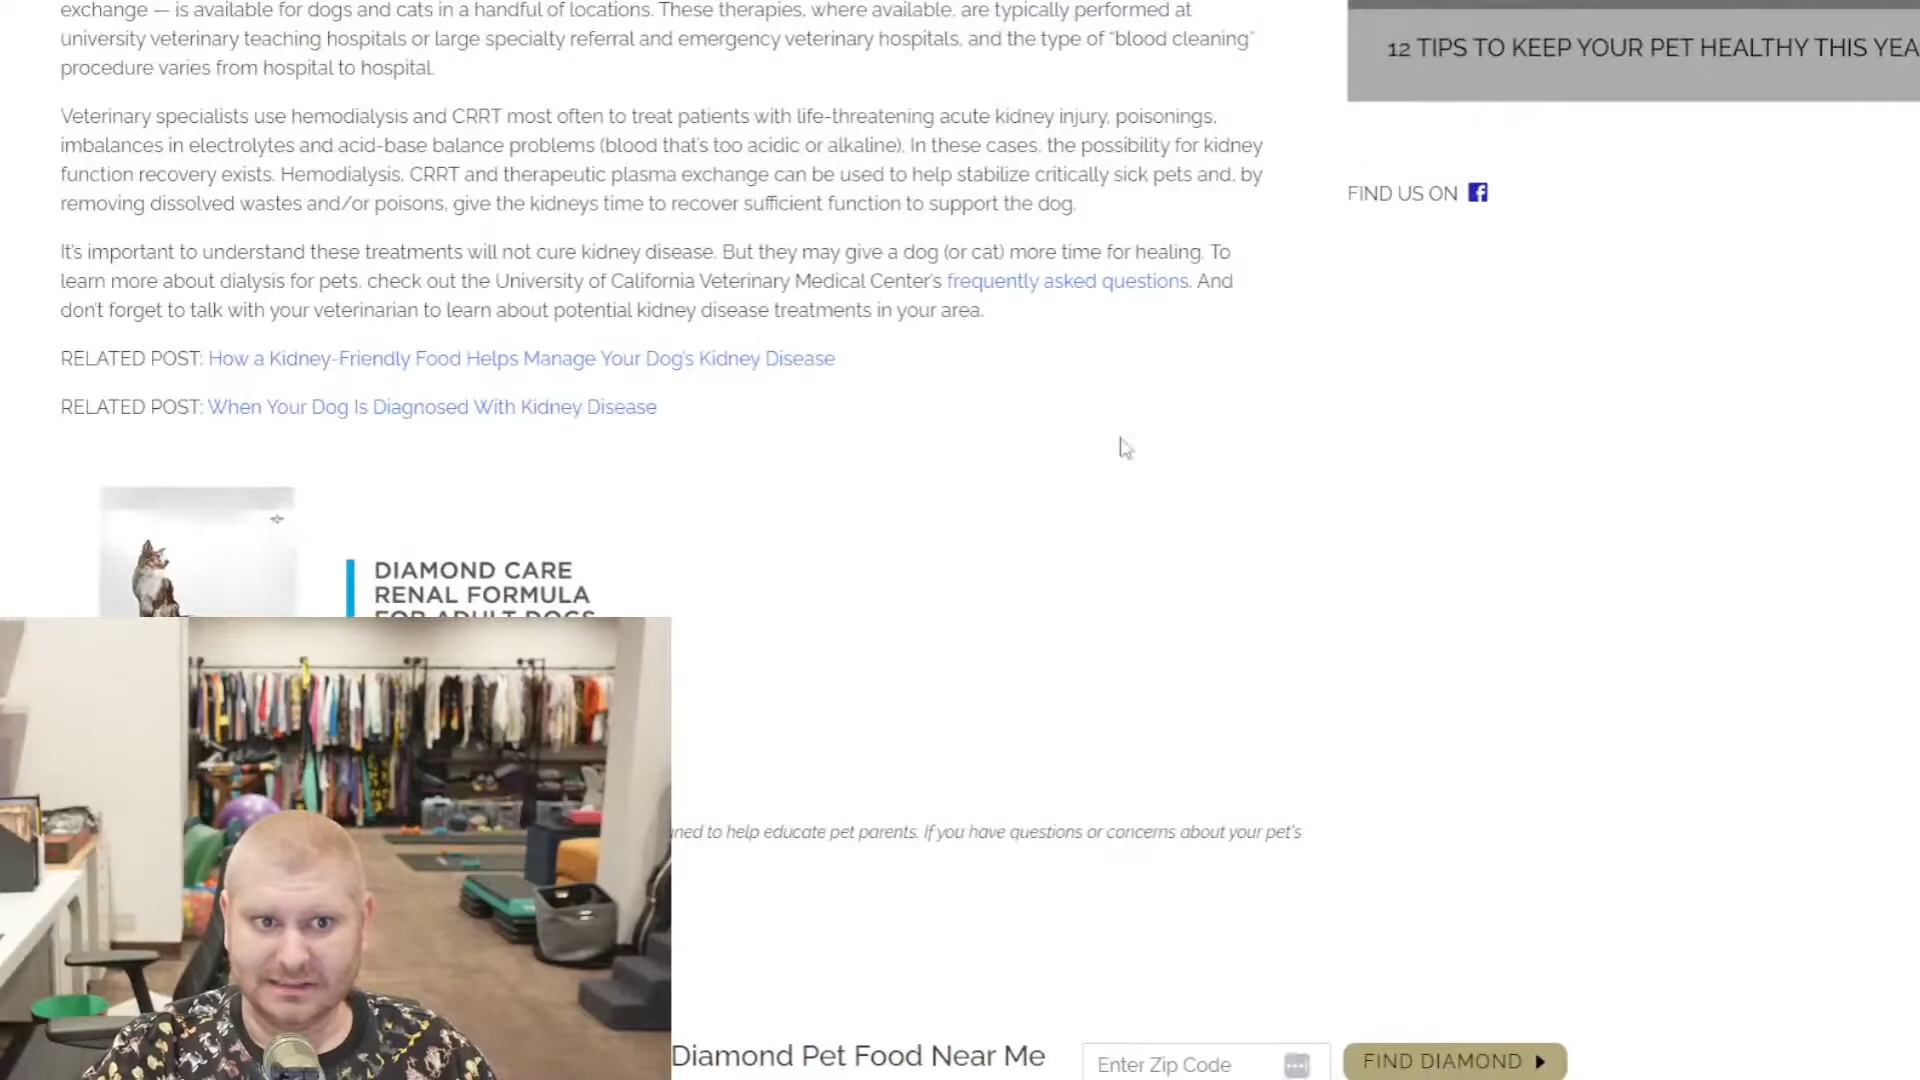 exchange — is available for dogs and cats in a handful of locations. These therapies, where available, are typically performed at
university veterinary teaching hospitals or large specialty referral and emergency veterinary hospitals, and the type of “blood cleaning”
procedure varies from hospital to hospital.
Veterinary specialists use hemodialysis and CRRT most often to treat patients with life-threatening acute kidney injury, poisonings,
imbalances in electrolytes and acid-base balance problems (blood that's too acidic or alkaline). In these cases, the possibility for kidney
function recovery exists. Hemodialysis, CRRT and therapeutic plasma exchange can be used to help stabilize critically sick pets and, by
removing dissolved wastes and/or poisons, give the kidneys time to recover sufficient function to support the dog.
It's important to understand these treatments will not cure kidney disease. But they may give a dog (or cat) more time for healing. To
learn more about dialysis for pets, check out the University of California Veterinary Medical Center's frequently asked questions. And
don't forget to talk with your veterinarian to learn about potential kidney disease treatments in your area.
RELATED POST: How a Kidney-Friendly Food Helps Manage Your Dog's Kidney Disease
RELATED POST: When Your Dog Is Diagnosed With Kidney Disease
DIAMOND CARE
RENAL FORMULA
FOR ADULT DOGS
ned to help educate pet parents. If you have questions or concerns about your pet's
Diamond Pet Food Near Me
Enter Zip Code
FIND DIAMOND
12 TIPS TO KEEP YOUR PET HEALTHY THIS YEA
FIND US ON